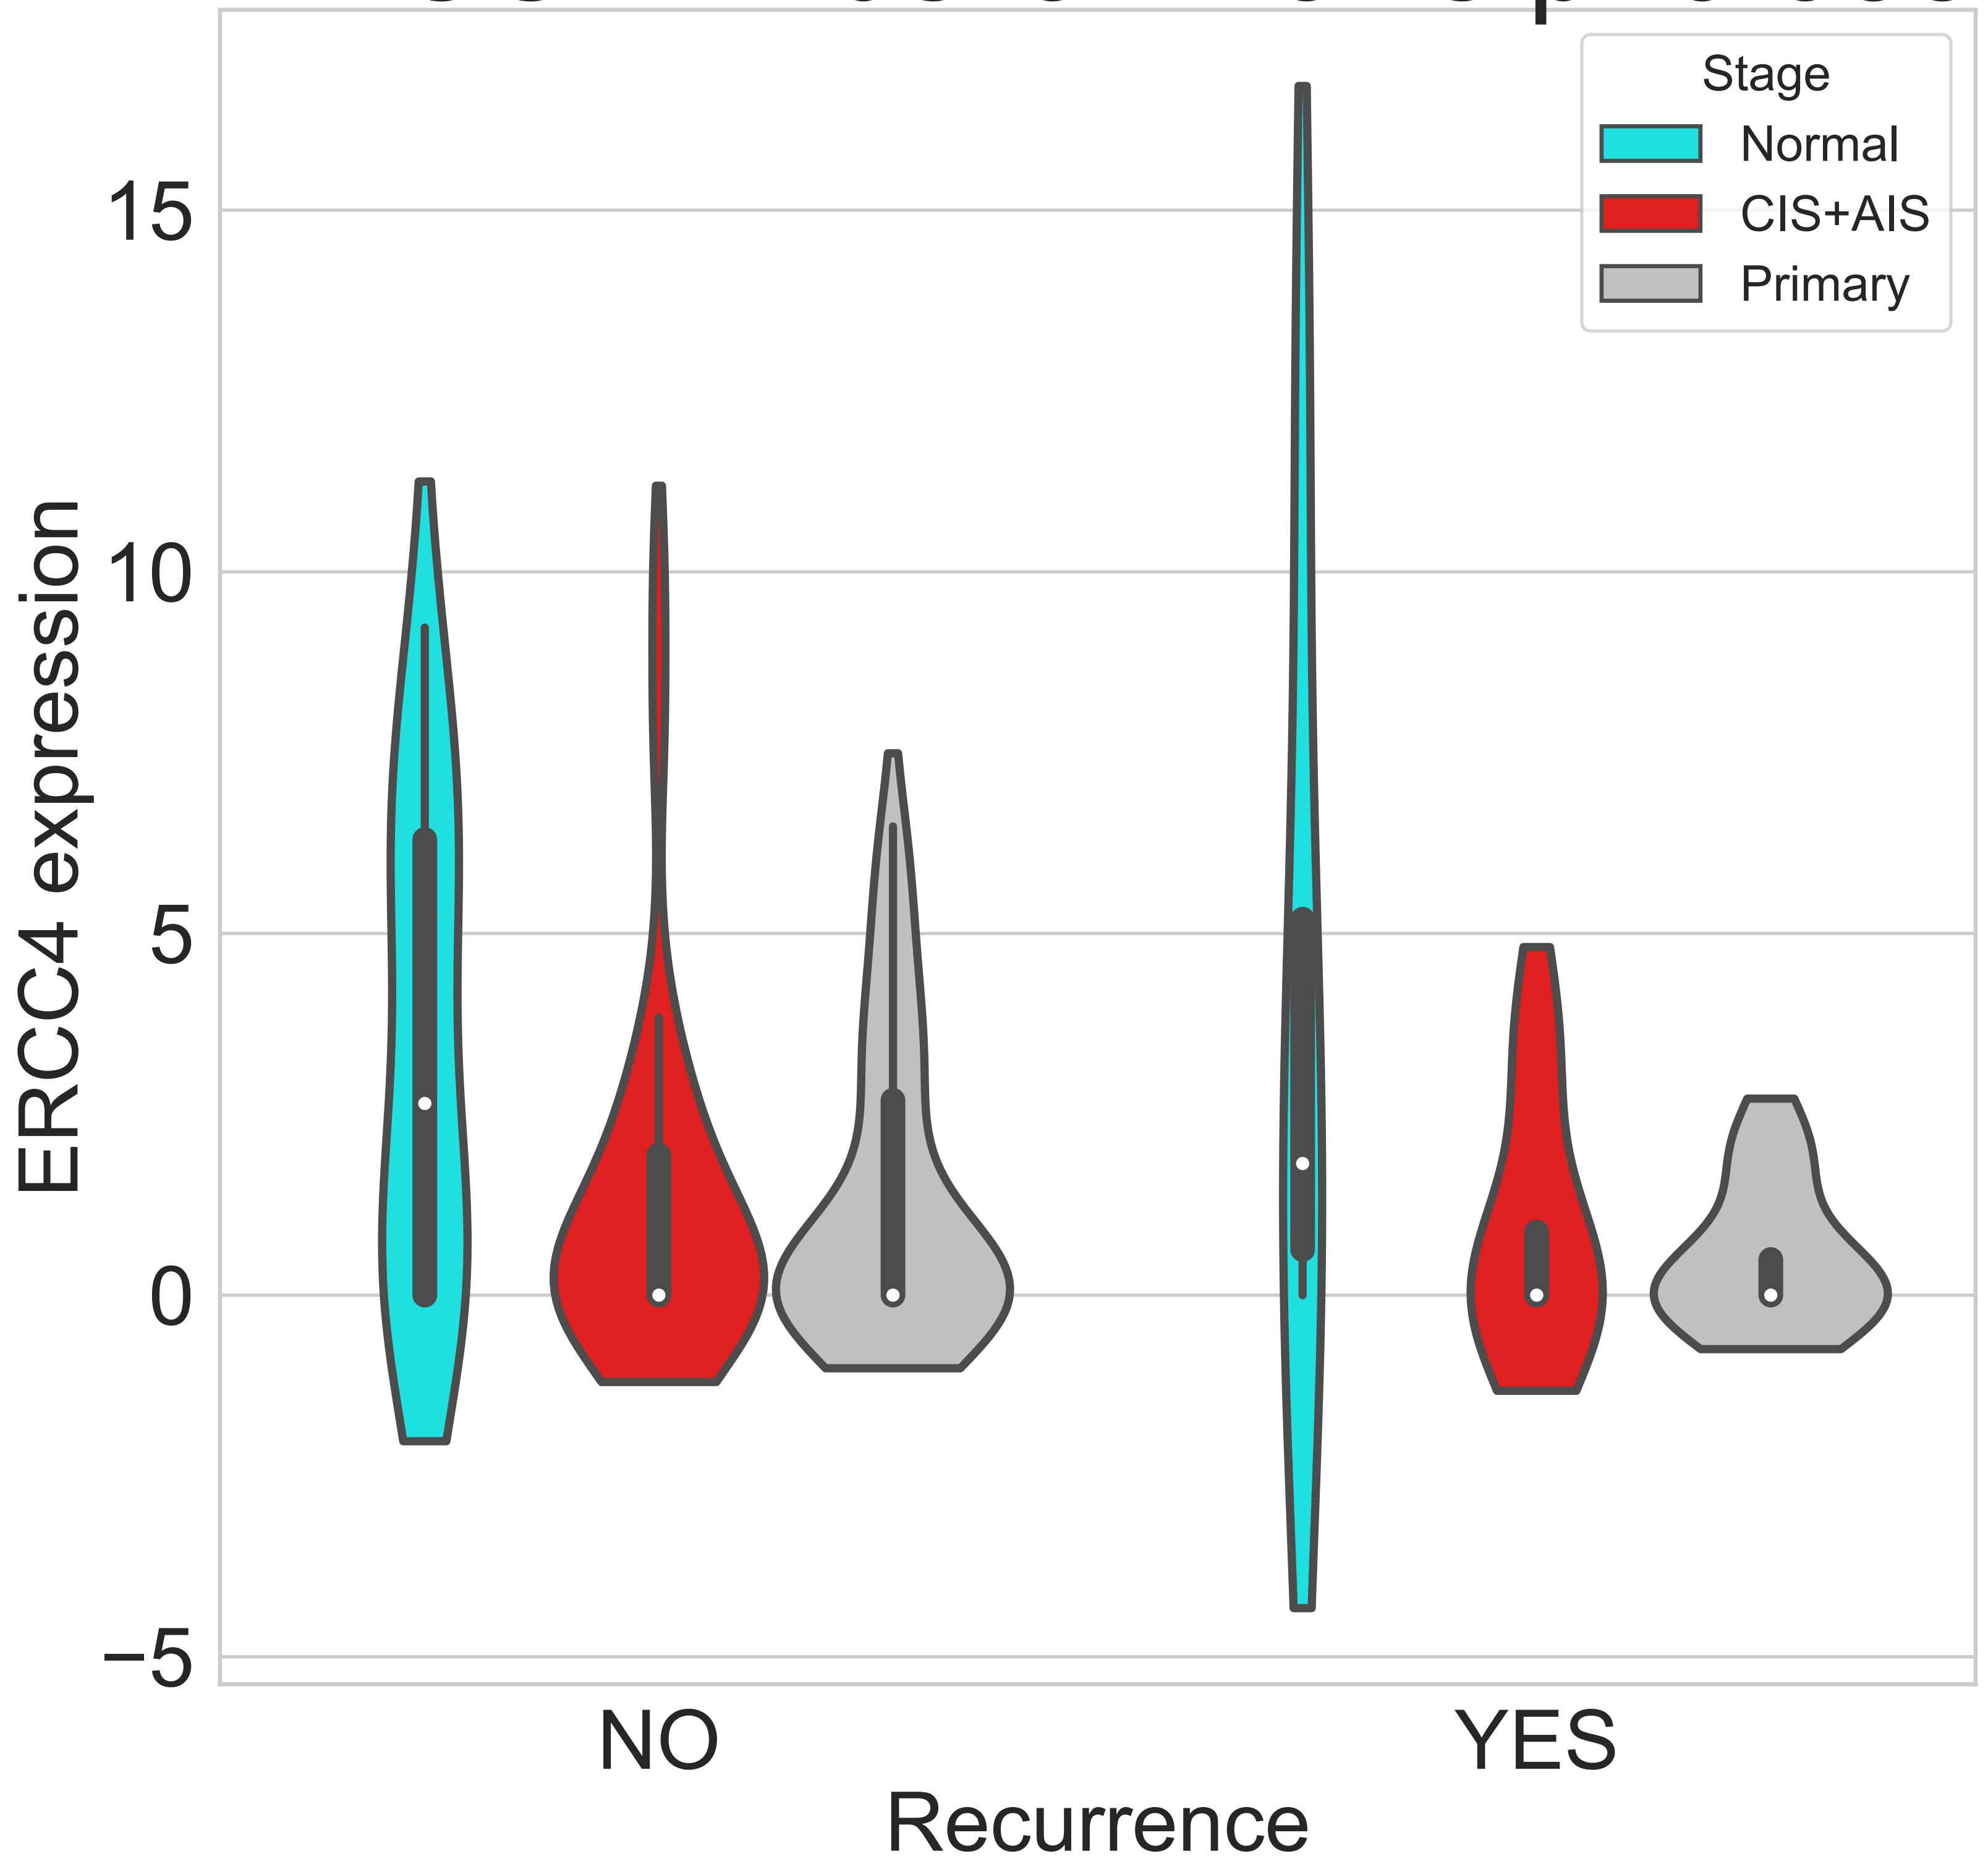 Stage
Normal
CIS+AIS
Primary
ERCC4 expression
15
10
5
0
−5
NO YES
Recurrence